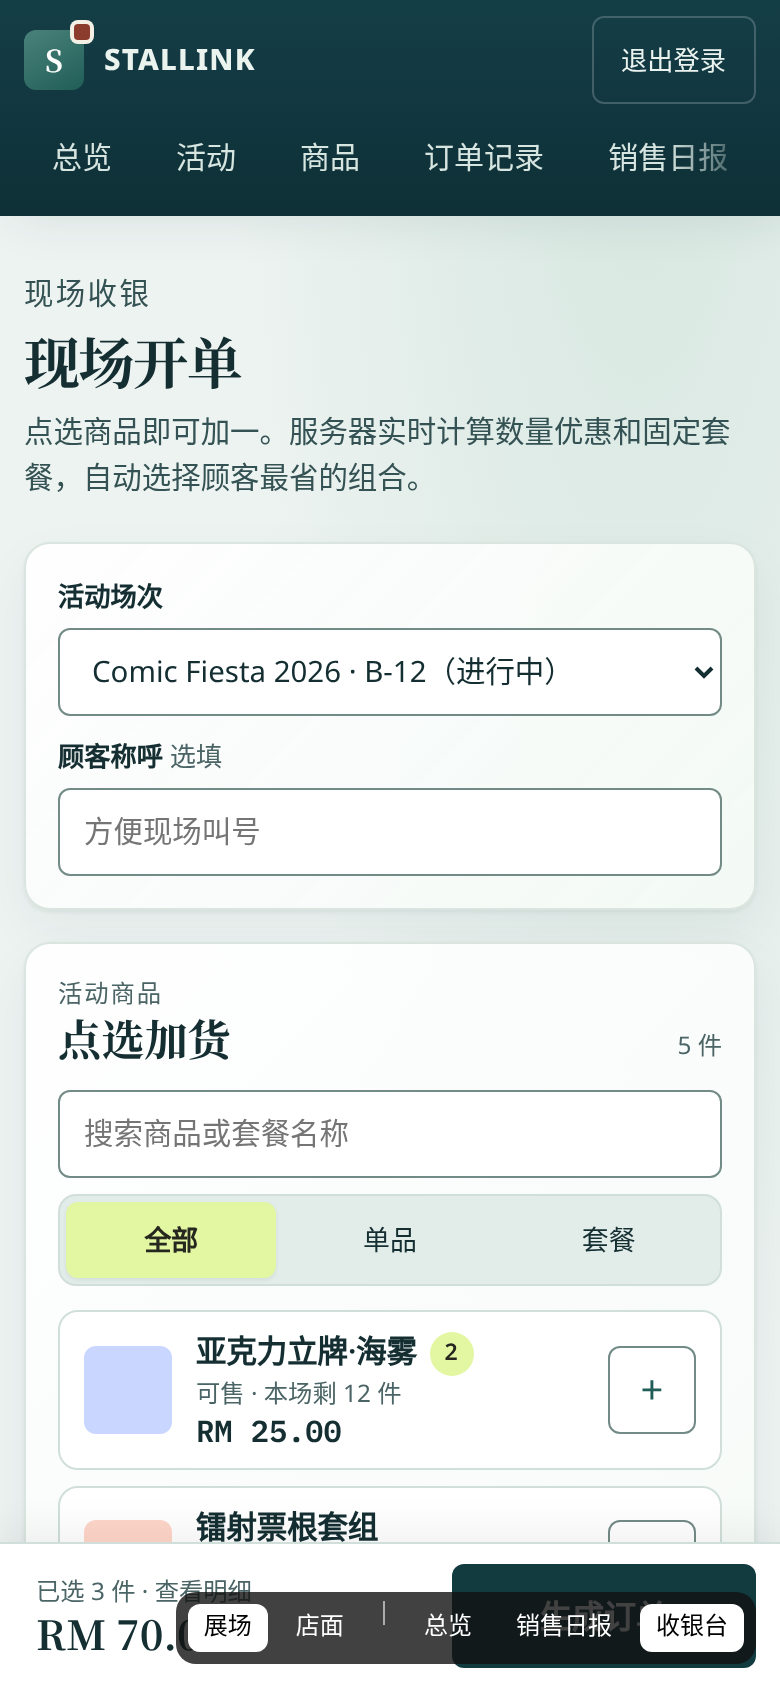 S STALLINK 退出登录
总览 活动 商品 订单记录 销售日报
现场收银
现场开单
点选商品即可加一。服务器实时计算数量优惠和固定套
餐，自动选择顾客最省的组合。
活动场次
Comic Fiesta 2026 · B-12（进行中）
顾客称呼 选填
方便现场叫号
活动商品
点选加货 5 件
搜索商品或套餐名称
全部 单品 套餐
亚克力立牌·海雾 2
可售 · 本场剩 12 件
RM 25.00
+
镭射票根套组
已选 3 件 · 查看明细
RM 70.
展场 店面 总览 销售日报 收银台